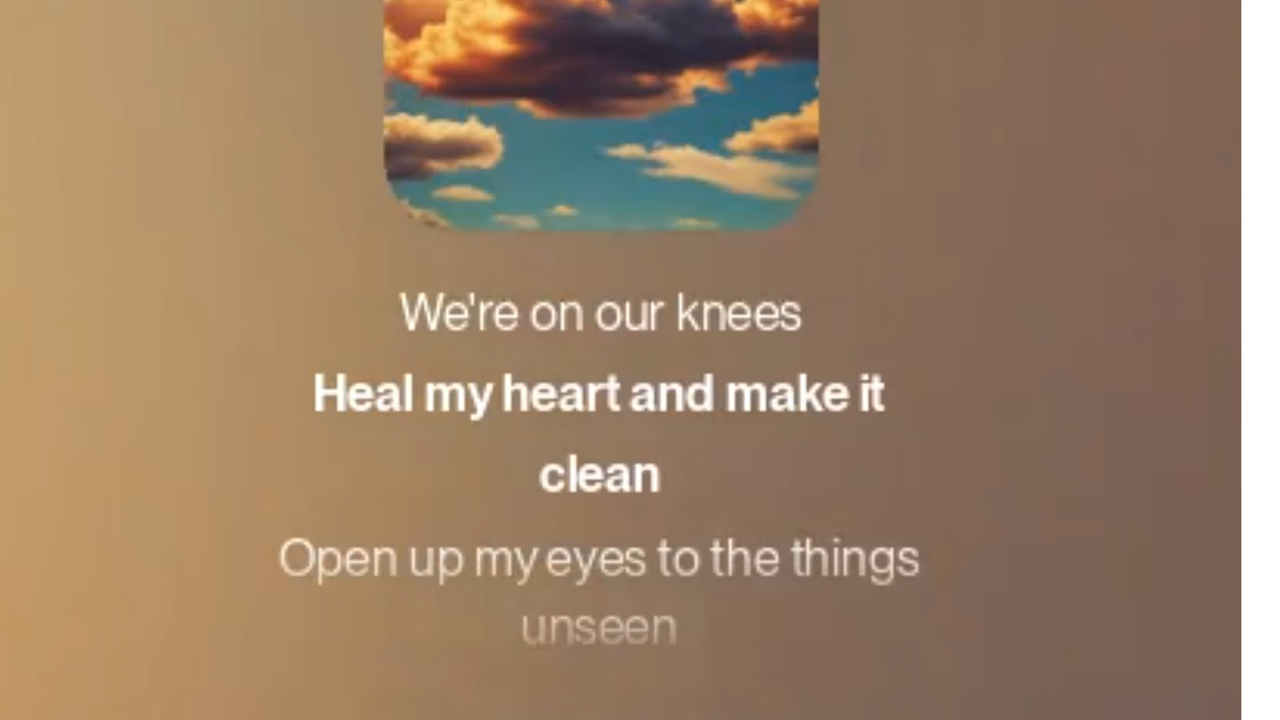 We're on our knees
Heal my heart and make it
clean
Open up my eyes to the things
unseen